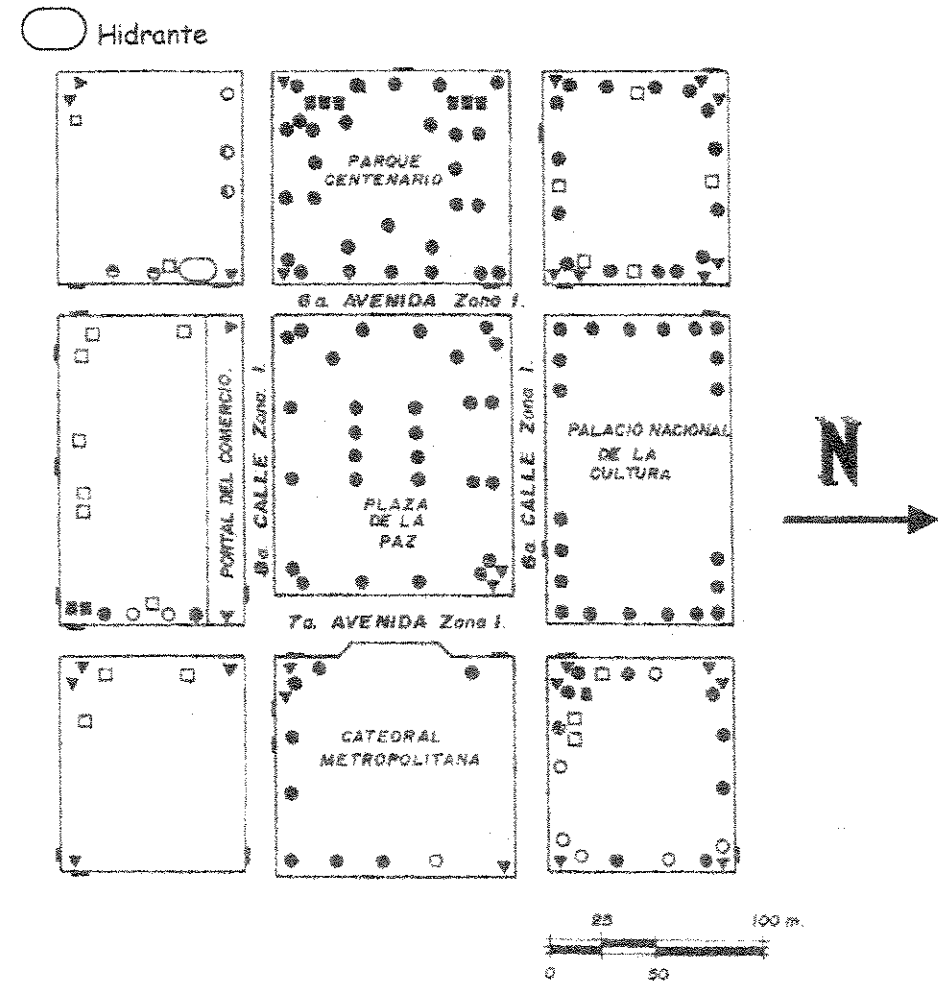 Hidrante
PARQUE
CENTENARIO
6a. AVENIDA Zona 1.
PORTAL DEL COMERCIO.
8a. CALLE Zona 1.
6a. CALLE Zona 1.
PALACIO NACIONAL
DE LA
CULTURA
N
PLAZA
DE LA
PAZ
7a. AVENIDA Zona 1.
CATEDRAL
METROPOLITANA
25
100 m.
0
50